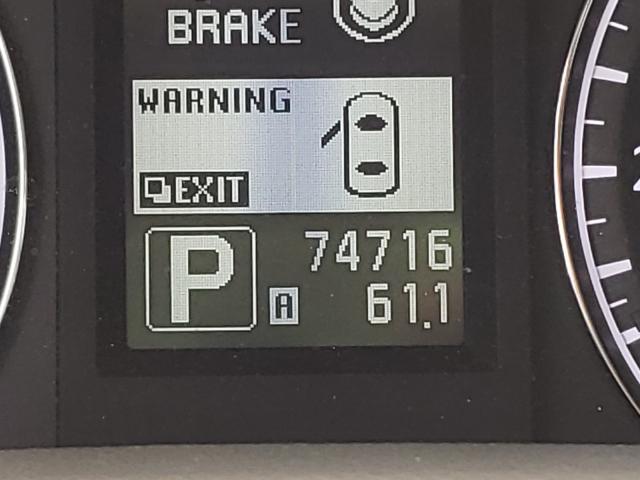 BRAKE
WARNING
EXIT
P
74716
A 61.1